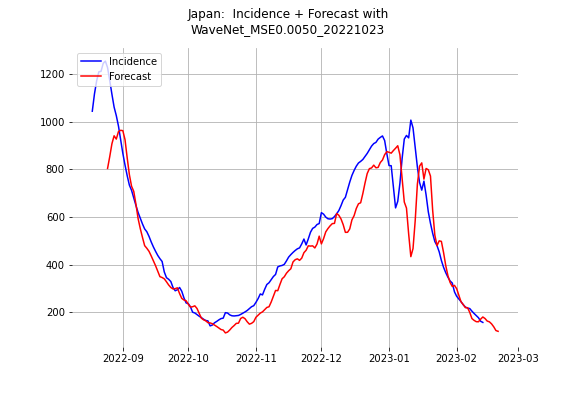 Japan:  Incidence + Forecast with
WaveNet_MSE0.0050_20221023
Incidence
Forecast
1200
1000
800
600
400
200
2022-09 2022-10 2022-11 2022-12 2023-01 2023-02 2023-03